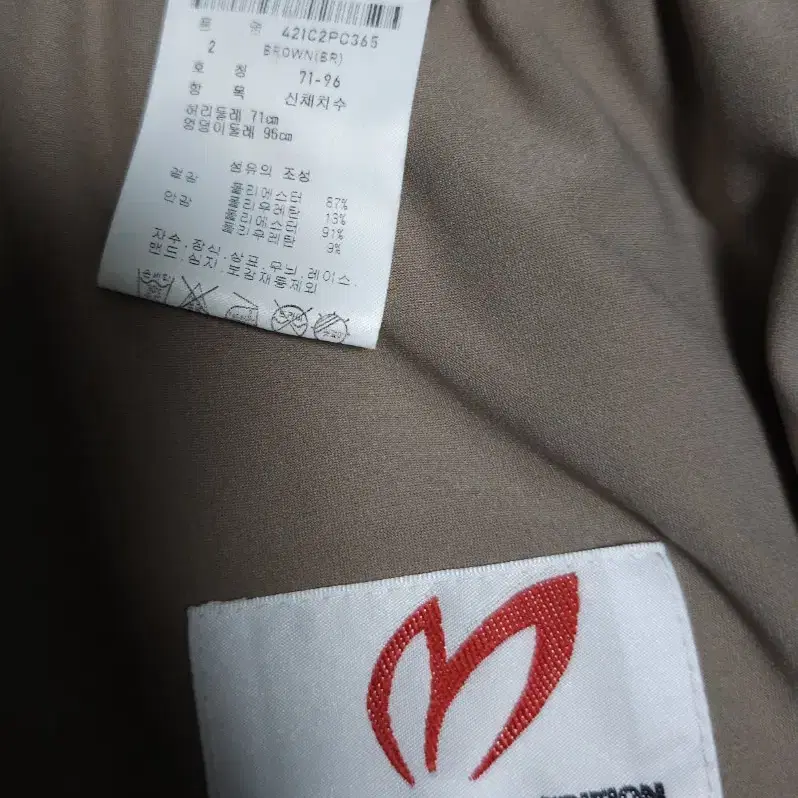 품 명 421C2PC365
2 BROWN(BR)
호 칭 71-96
항 목 신체치수
허리둘레 71cm
엉덩이둘레 96cm
섬유의 조성
겉감 폴리에스터 87%
폴리우레탄 13%
안감 폴리에스터 91%
폴리우레탄 9%
자수.장식.상표.무늬.레이스.
밴드.심지.보강재등제외